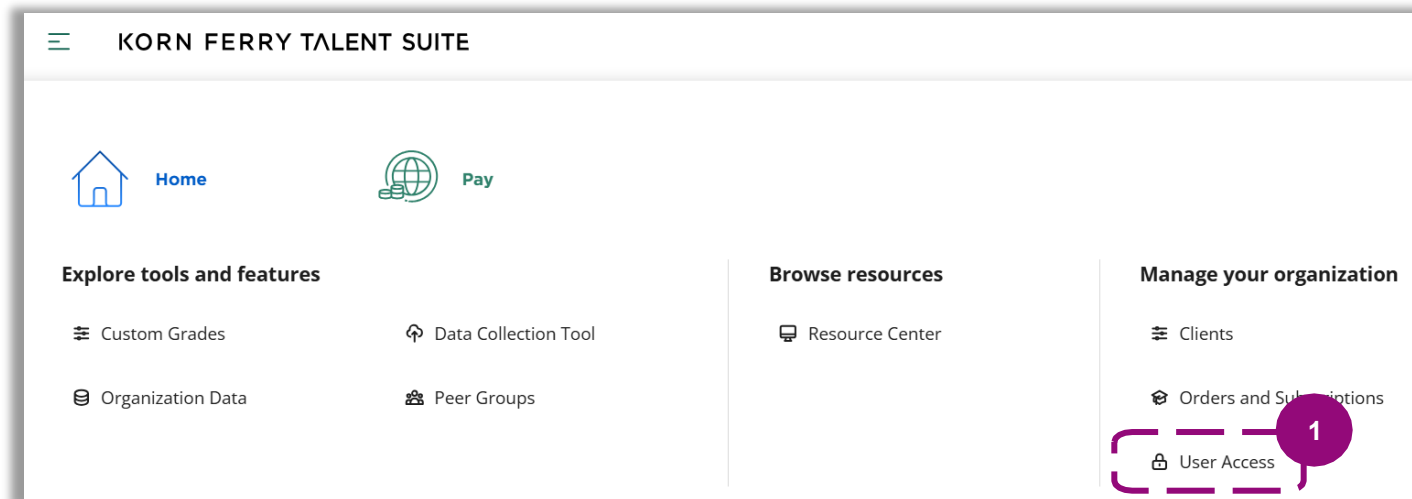 KORN FERRY TALENT SUITE
Home
Pay
Explore tools and features
Browse resources
Manage your organization
Custom Grades
Data Collection Tool
Resource Center
Clients
Organization Data
Peer Groups
Orders and Subscriptions
1
User Access